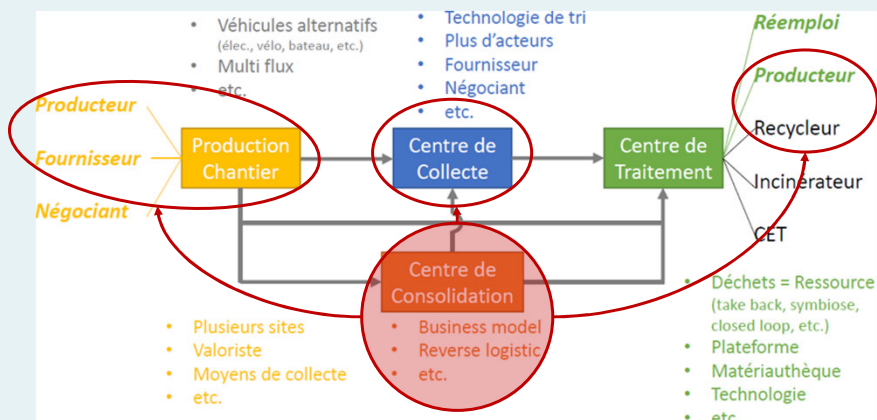 • Véhicules alternatifs
(élec., vélo, bateau, etc.)
• Multi flux
• etc.
• Technologie de tri
• Plus d'acteurs
• Fournisseur
• Négociant
• etc.
Réemploi
Producteur
Recycleur
Incinérateur
CET
Producteur
Fournisseur
Négociant
Production
Chantier
Centre de
Collecte
Centre de
Traitement
Centre de
Consolidation
• Plusieurs sites
• Valoriste
• Moyens de collecte
• etc.
• Business model
• Reverse logistic
• etc.
• Déchets = Ressource
(take back, symbiose,
closed loop, etc.)
• Plateforme
• Matériauthèque
• Technologie
• etc.